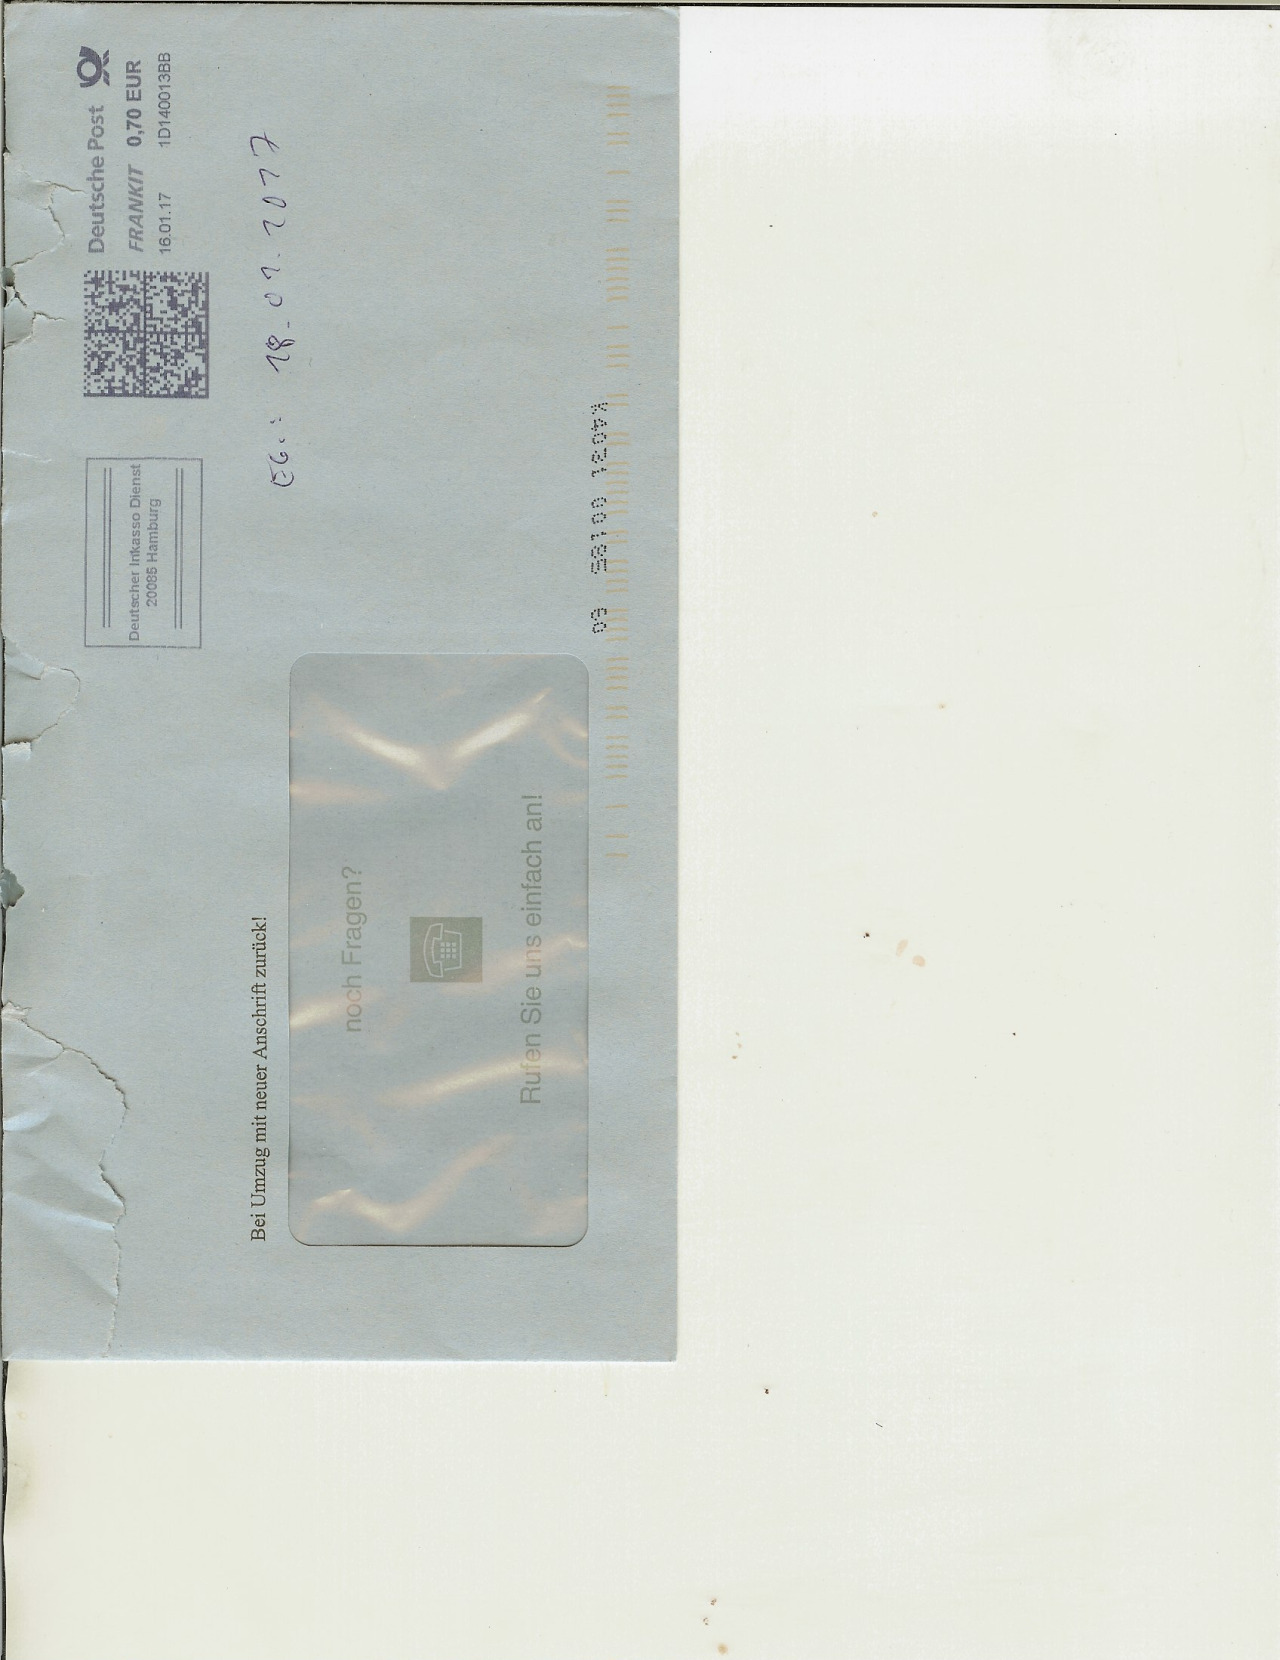 Deutsche Post
FRANKIT 0,70 EUR
16.01.17 1D140013BB
Deutscher Inkasso Dienst
20085 Hamburg
EG.: 18.01.2017
Bei Umzug mit neuer Anschrift zurück!
noch Fragen?
Rufen Sie uns einfach an!